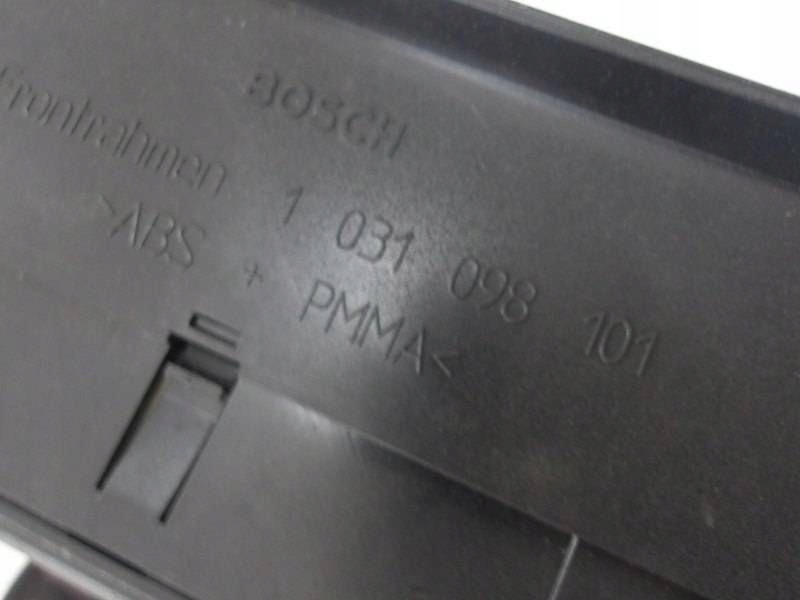 BOSCH
Frontrahmen 1 031 098 101
>ABS + PMMA<